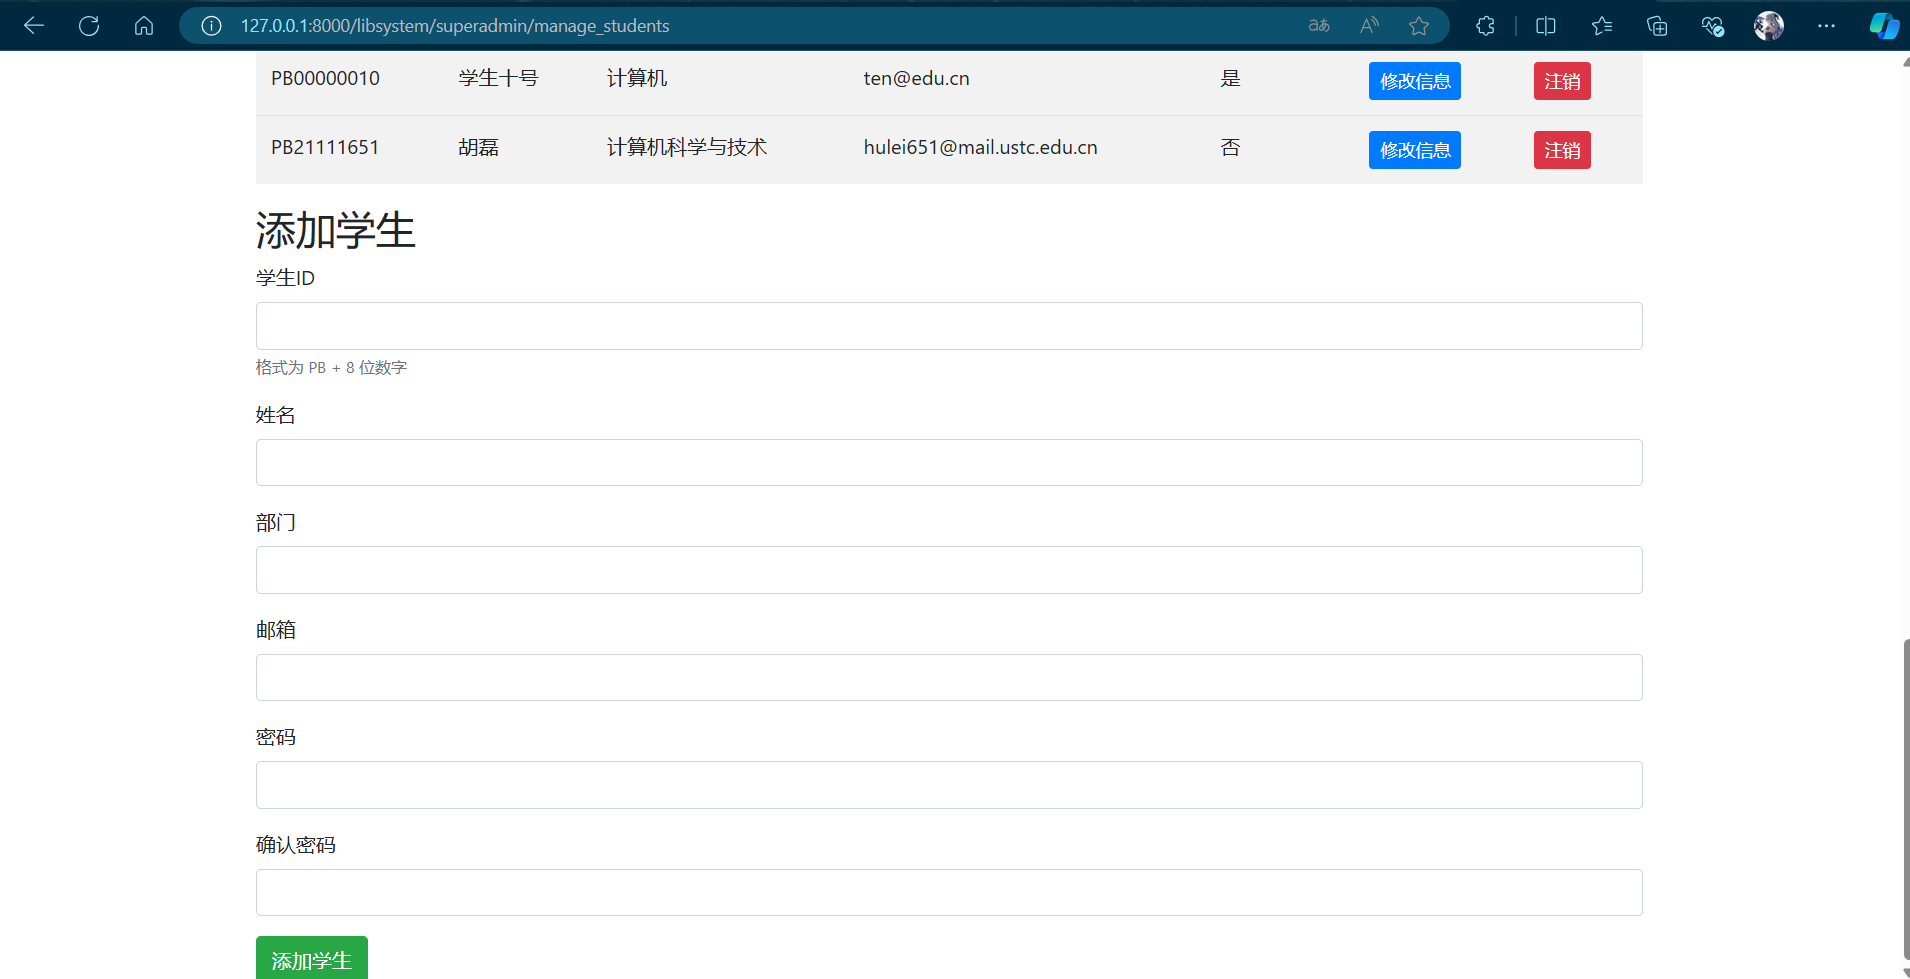 127.0.0.1:8000/libsystem/superadmin/manage_students
PB00000010 学生十号 计算机 ten@edu.cn 是 修改信息 注销
PB21111651 胡磊 计算机科学与技术 hulei651@mail.ustc.edu.cn 否 修改信息 注销
添加学生
学生ID
格式为 PB + 8 位数字
姓名
部门
邮箱
密码
确认密码
添加学生